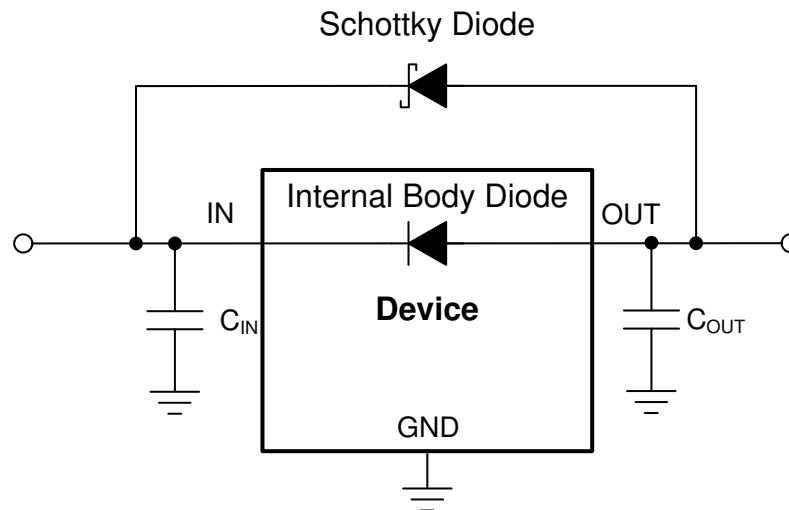 Schottky Diode
Internal Body Diode
IN
OUT
Device
C_IN
C_OUT
GND